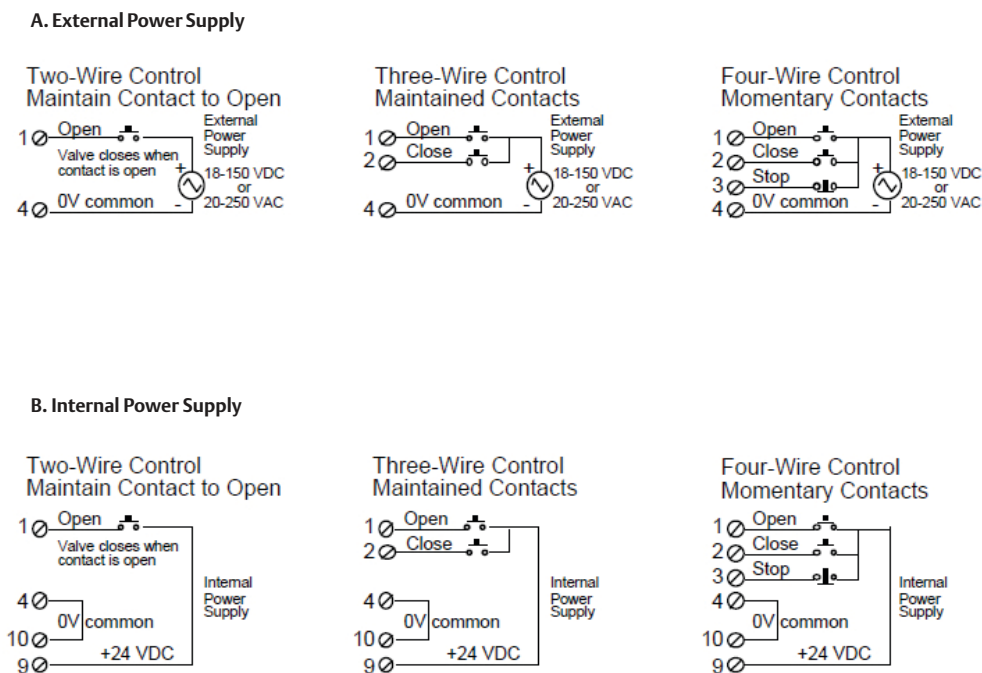 A. External Power Supply
Two-Wire Control
Maintain Contact to Open
1 Open
External
Power
Supply
Valve closes when
contact is open
+
18-150 VDC
or
20-250 VAC
4 0V common -
Three-Wire Control
Maintained Contacts
1 Open
2 Close
External
Power
Supply
+
18-150 VDC
or
20-250 VAC
4 0V common -
Four-Wire Control
Momentary Contacts
1 Open
2 Close
3 Stop
External
Power
Supply
+
18-150 VDC
or
20-250 VAC
4 0V common -
B. Internal Power Supply
Two-Wire Control
Maintain Contact to Open
1 Open
Valve closes when
contact is open
Internal
Power
Supply
4
0V common
10
+24 VDC
9
Three-Wire Control
Maintained Contacts
1 Open
2 Close
Internal
Power
Supply
4
0V common
10
+24 VDC
9
Four-Wire Control
Momentary Contacts
1 Open
2 Close
3 Stop
Internal
Power
Supply
4
0V common
10
+24 VDC
9